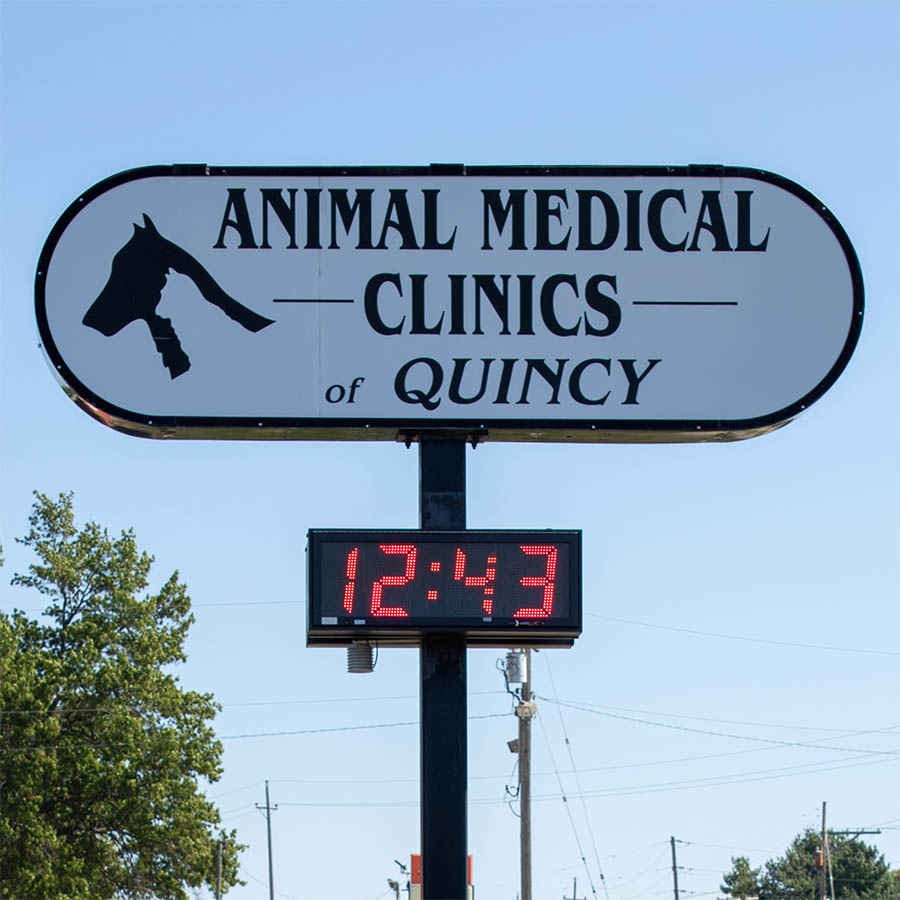 ANIMAL MEDICAL
CLINICS
of QUINCY
12:43